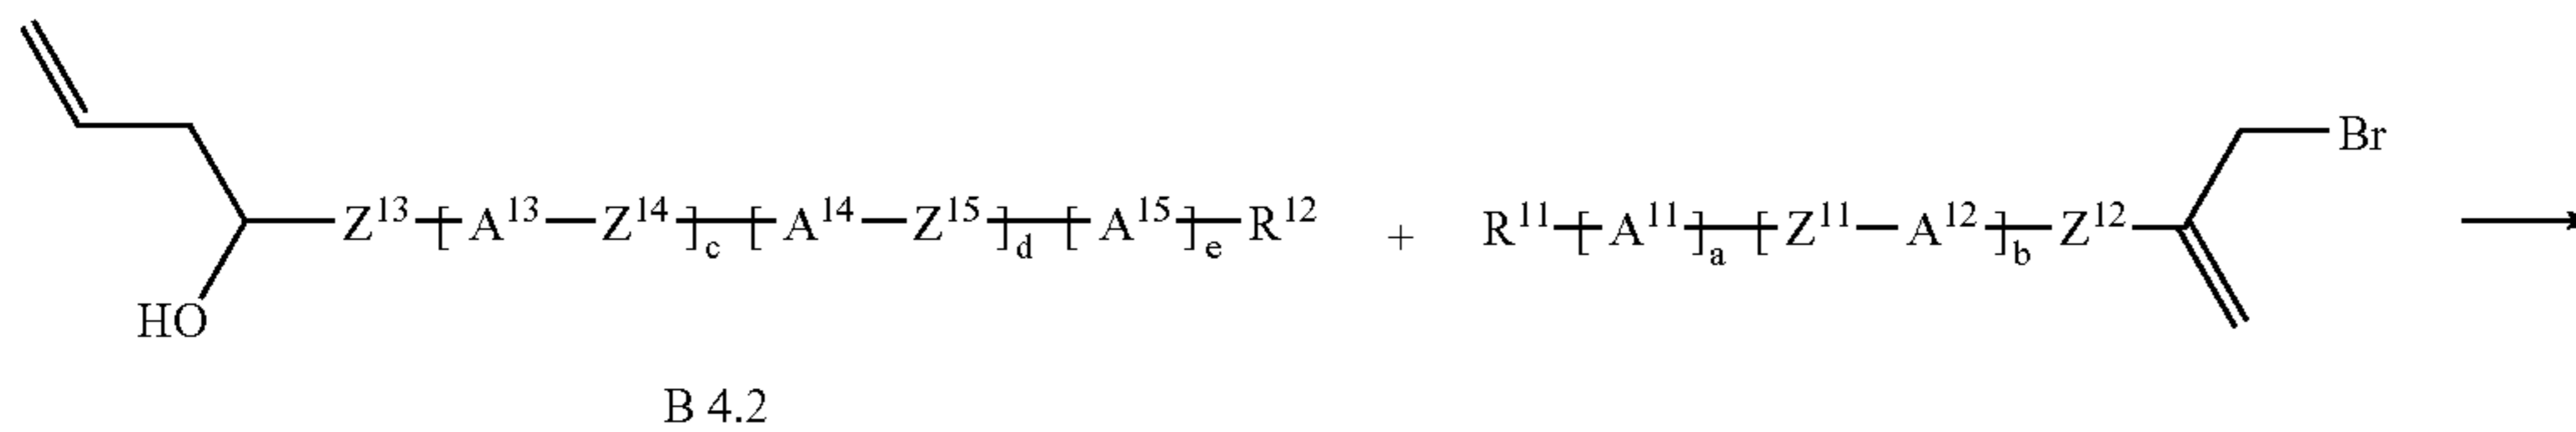 Br
Z¹³-[A¹³-Z¹⁴]c-[A¹⁴-Z¹⁵]d-[A¹⁵]e-R¹² + R¹¹-[A¹¹]a-[Z¹¹-A¹²]b-Z¹²
HO
B 4.2